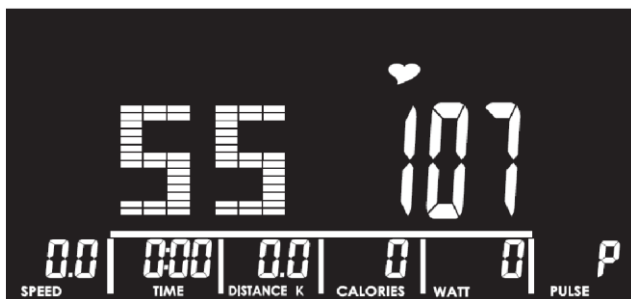 55 107
0.0 0:00 0.0 0 0 P
SPEED TIME DISTANCE K CALORIES WATT PULSE